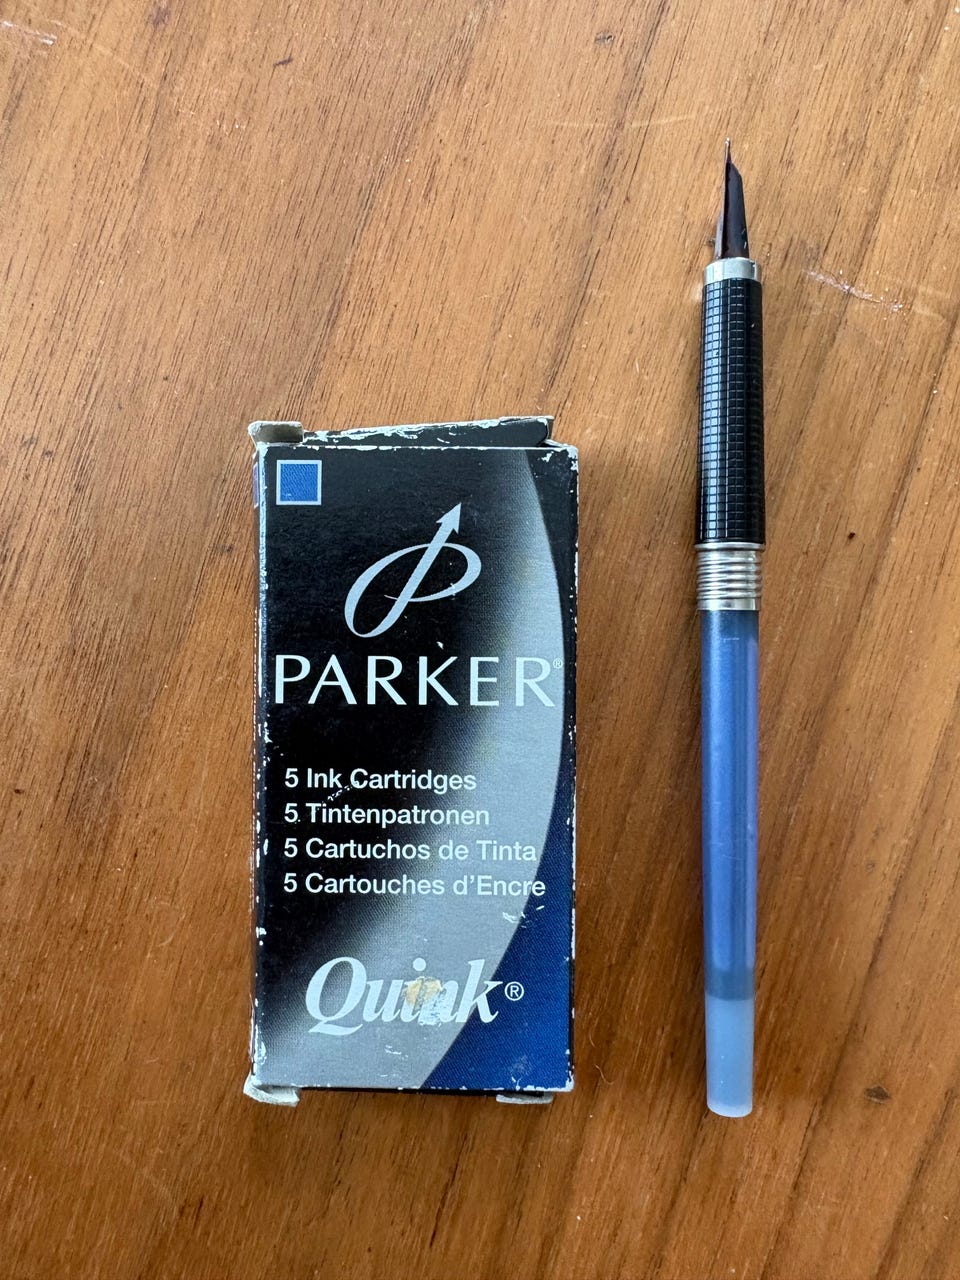 PARKER®
5 Ink Cartridges
5 Tintenpatronen
5 Cartuchos de Tinta
5 Cartouches d'Encre
Quink®